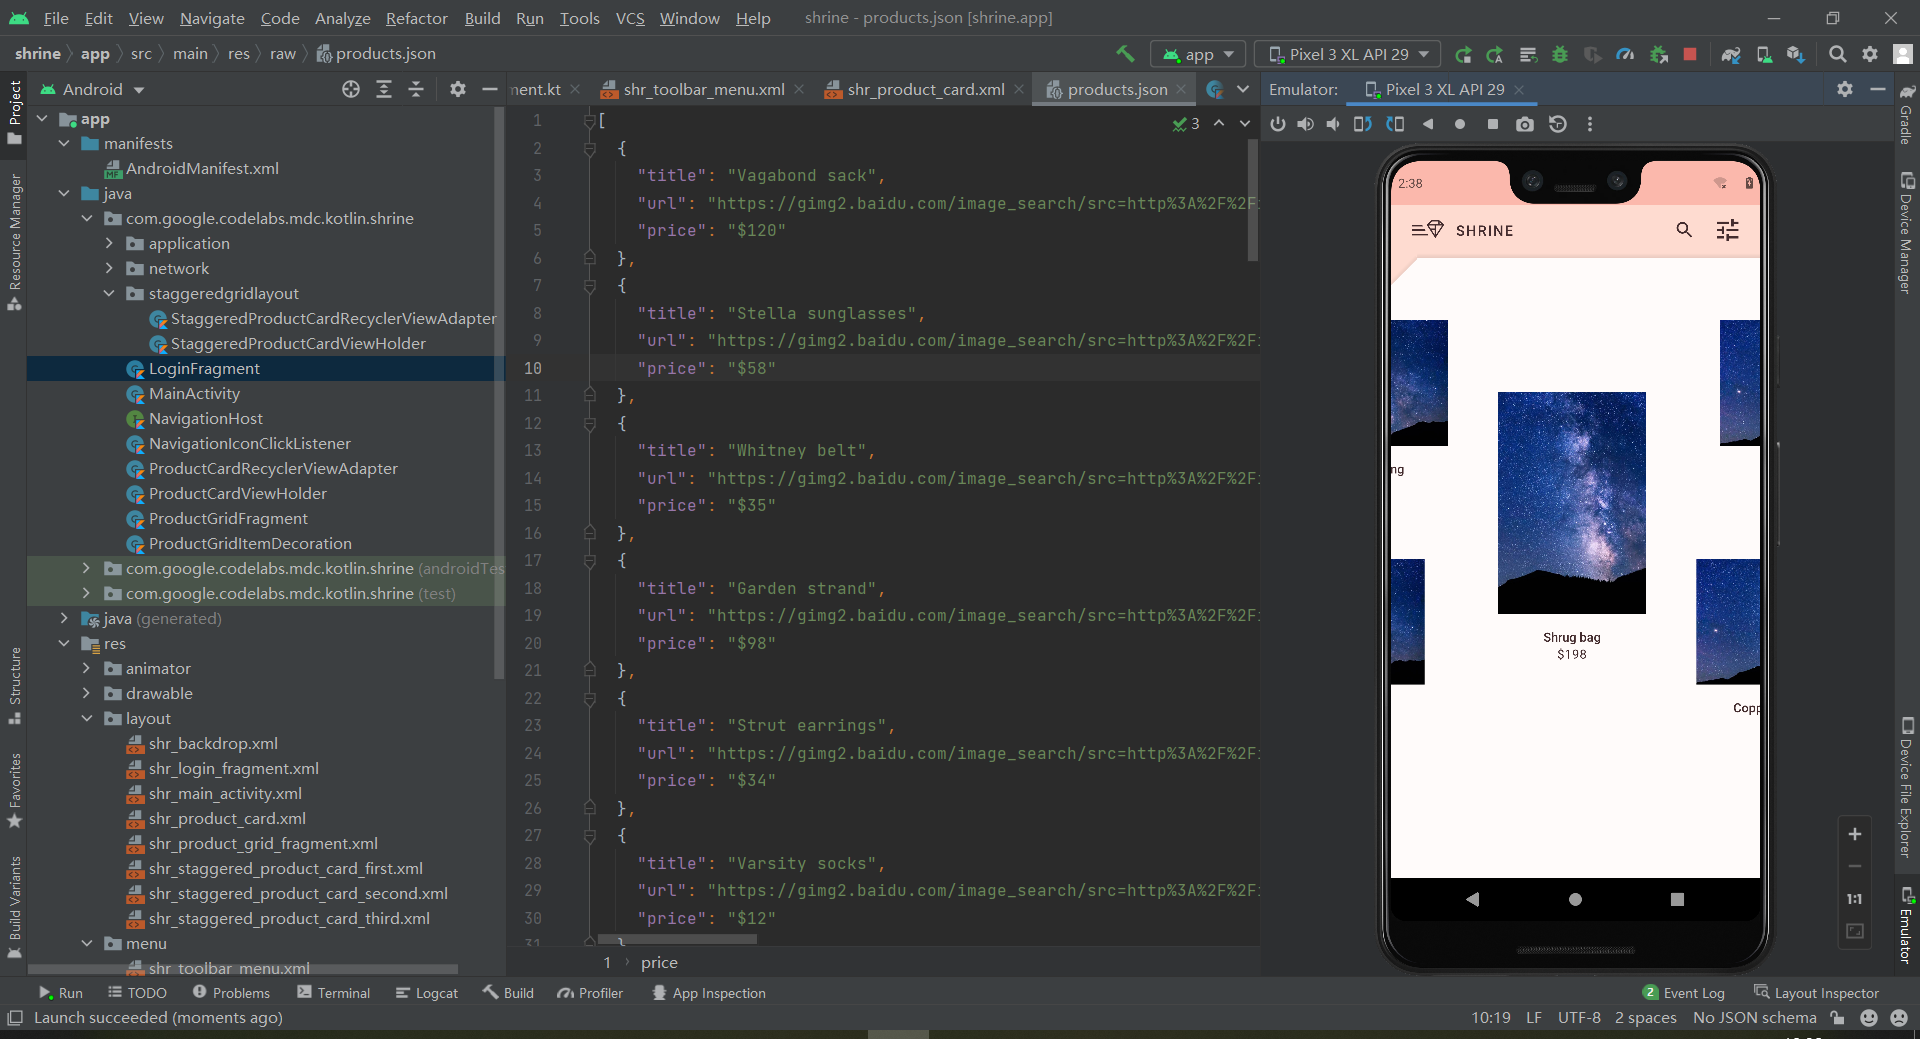 File Edit View Navigate Code Analyze Refactor Build Run Tools VCS Window Help shrine - products.json [shrine.app]
shrine app src main res raw products.json
app Pixel 3 XL API 29
Android
ment.kt shr_toolbar_menu.xml shr_product_card.xml products.json
Emulator: Pixel 3 XL API 29
Project
Resource Manager
Structure
Favorites
Build Variants
app
manifests
AndroidManifest.xml
java
com.google.codelabs.mdc.kotlin.shrine
application
network
staggeredgridlayout
StaggeredProductCardRecyclerViewAdapter
StaggeredProductCardViewHolder
LoginFragment
MainActivity
NavigationHost
NavigationIconClickListener
ProductCardRecyclerViewAdapter
ProductCardViewHolder
ProductGridFragment
ProductGridItemDecoration
com.google.codelabs.mdc.kotlin.shrine (androidTes
com.google.codelabs.mdc.kotlin.shrine (test)
java (generated)
res
animator
drawable
layout
shr_backdrop.xml
shr_login_fragment.xml
shr_main_activity.xml
shr_product_card.xml
shr_product_grid_fragment.xml
shr_staggered_product_card_first.xml
shr_staggered_product_card_second.xml
shr_staggered_product_card_third.xml
menu
shr_toolbar_menu.xml
3
1 [
2 {
3 "title": "Vagabond sack",
4 "url": "https://gimg2.baidu.com/image_search/src=http%3A%2F%2F
5 "price": "$120"
6 },
7 {
8 "title": "Stella sunglasses",
9 "url": "https://gimg2.baidu.com/image_search/src=http%3A%2F%2F
10 "price": "$58"
11 },
12 {
13 "title": "Whitney belt",
14 "url": "https://gimg2.baidu.com/image_search/src=http%3A%2F%2F
15 "price": "$35"
16 },
17 {
18 "title": "Garden strand",
19 "url": "https://gimg2.baidu.com/image_search/src=http%3A%2F%2F
20 "price": "$98"
21 },
22 {
23 "title": "Strut earrings",
24 "url": "https://gimg2.baidu.com/image_search/src=http%3A%2F%2F
25 "price": "$34"
26 },
27 {
28 "title": "Varsity socks",
29 "url": "https://gimg2.baidu.com/image_search/src=http%3A%2F%2F
30 "price": "$12"
31 }
1 price
2:38
SHRINE
ng
Shrug bag
$198
Copp
1:1
Gradle
Device Manager
Device File Explorer
Emulator
Run TODO Problems Terminal Logcat Build Profiler App Inspection 2 Event Log Layout Inspector
Launch succeeded (moments ago) 10:19 LF UTF-8 2 spaces No JSON schema